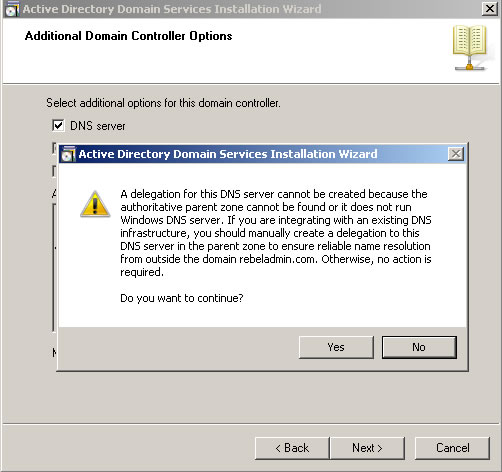 Active Directory Domain Services Installation Wizard
Additional Domain Controller Options
Select additional options for this domain controller.
DNS server
Active Directory Domain Services Installation Wizard
A delegation for this DNS server cannot be created because the
authoritative parent zone cannot be found or it does not run
Windows DNS server. If you are integrating with an existing DNS
infrastructure, you should manually create a delegation to this
DNS server in the parent zone to ensure reliable name resolution
from outside the domain rebeladmin.com. Otherwise, no action is
required.
Do you want to continue?
Yes
No
< Back
Next >
Cancel